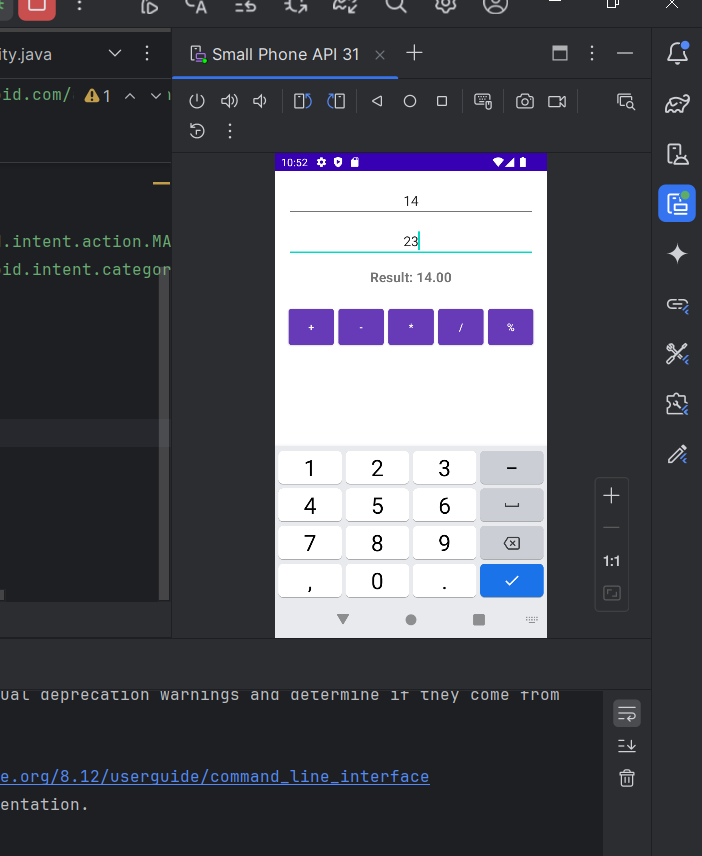 ity.java
Small Phone API 31
oid.com/
1
10:52
14
23
d.intent.action.MA
oid.intent.categor
Result: 14.00
+ - * / %
1 2 3 –
4 5 6
7 8 9
, 0 .
1:1
ual deprecation warnings and determine if they come from
e.org/8.12/userguide/command_line_interface
entation.